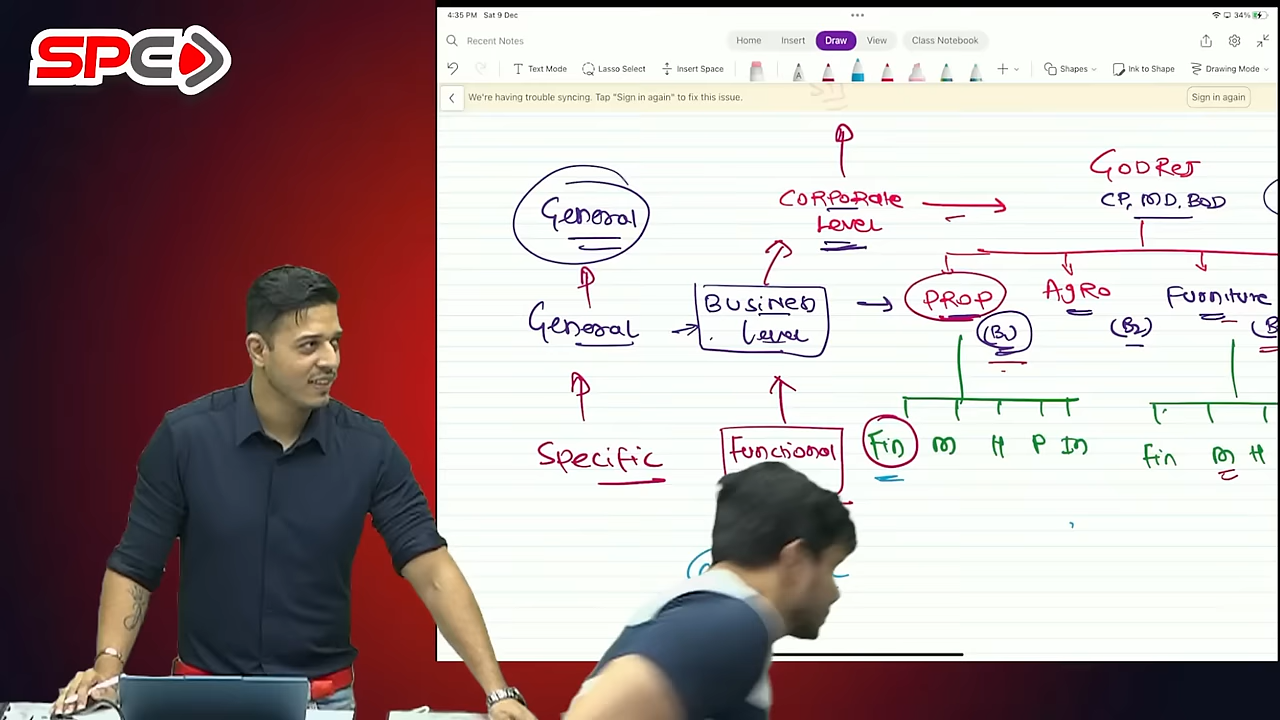 SPC
4:35 PM Sat 9 Dec
34%
Recent Notes
Home Insert Draw View Class Notebook
Text Mode Lasso Select Insert Space Shapes Ink to Shape Drawing Mode
We're having trouble syncing. Tap "Sign in again" to fix this issue.
Sign in again
General
CORPORate
Level
GODRej
CP, MD, BOD
General
BUSiness
Level
PROP
(B1)
AgRo
(B2)
Furniture
(B
Specific
Functional
Fin M H P In
fin M H